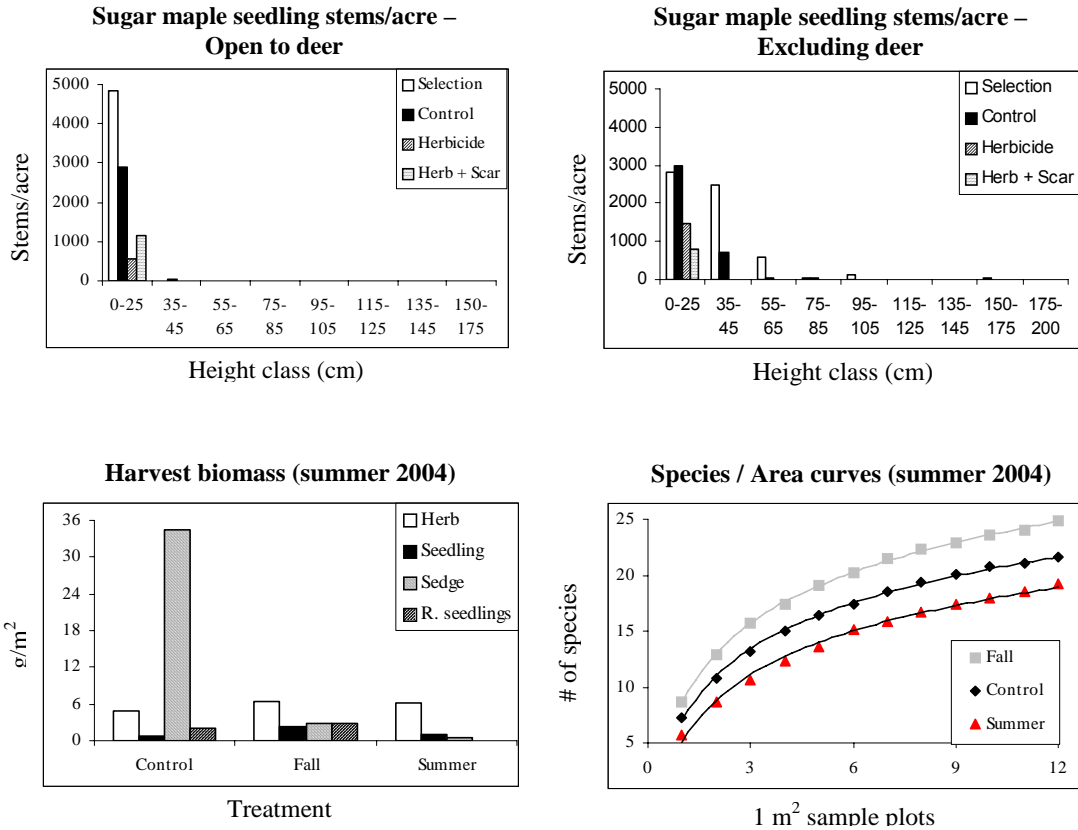 Sugar maple seedling stems/acre –
Open to deer
Stems/acre
5000
4000
3000
2000
1000
0
Selection
Control
Herbicide
Herb + Scar
0-25 35- 55- 75- 95- 115- 135- 150-
45 65 85 105 125 145 175
Height class (cm)
Sugar maple seedling stems/acre –
Excluding deer
Stems/acre
5000
4000
3000
2000
1000
0
Selection
Control
Herbicide
Herb + Scar
0-25 35- 55- 75- 95- 115- 135- 150- 175-
45 65 85 105 125 145 175 200
Height class (cm)
Harvest biomass (summer 2004)
g/m²
36
30
24
18
12
6
0
Herb
Seedling
Sedge
R. seedlings
Control Fall Summer
Treatment
Species / Area curves (summer 2004)
# of species
25
20
15
10
5
Fall
Control
Summer
0 3 6 9 12
1 m² sample plots